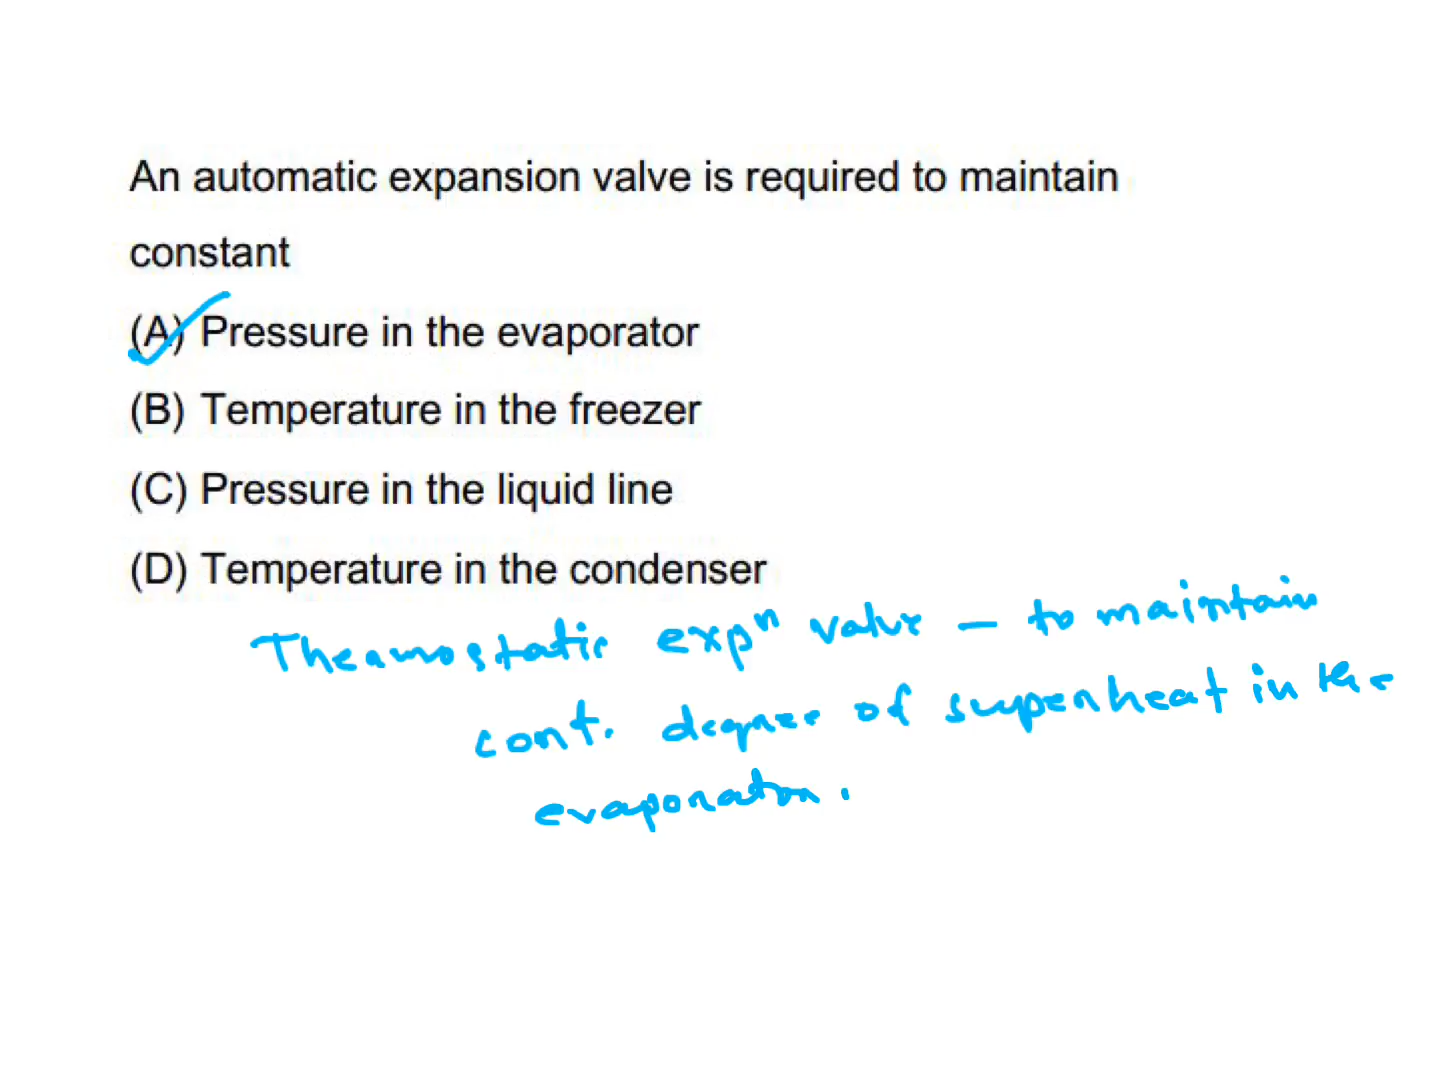 An automatic expansion valve is required to maintain
constant
(A) Pressure in the evaporator
(B) Temperature in the freezer
(C) Pressure in the liquid line
(D) Temperature in the condenser
Thermostatic expⁿ valve - to maintain
cont. degree of superheat in the
evaporator.